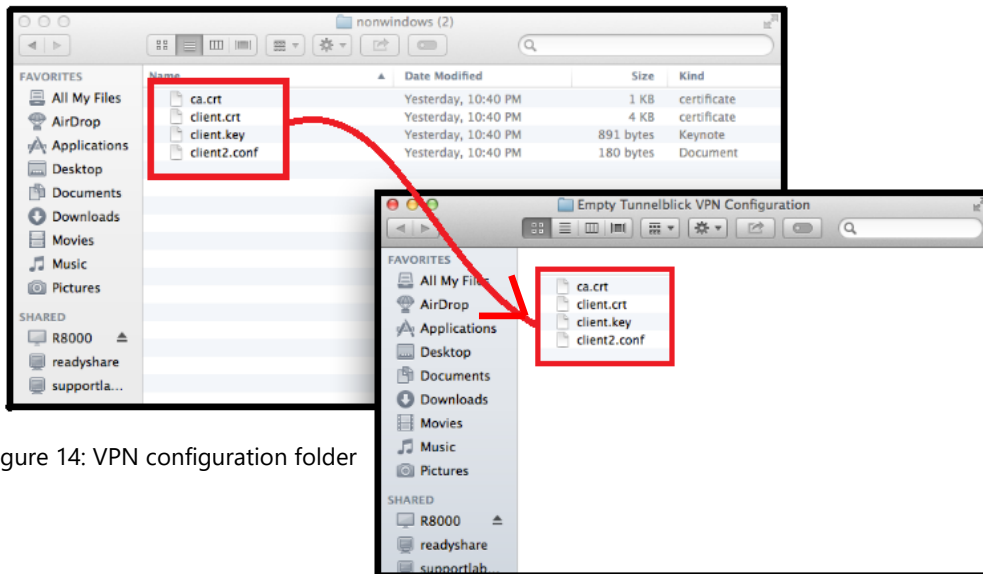 nonwindows (2)
FAVORITES
All My Files
AirDrop
Applications
Desktop
Documents
Downloads
Movies
Music
Pictures
SHARED
R8000
readyshare
supportla...
Name Date Modified Size Kind
ca.crt Yesterday, 10:40 PM 1 KB certificate
client.crt Yesterday, 10:40 PM 4 KB certificate
client.key Yesterday, 10:40 PM 891 bytes Keynote
client2.conf Yesterday, 10:40 PM 180 bytes Document
Empty Tunnelblick VPN Configuration
FAVORITES
All My Files
AirDrop
Applications
Desktop
Documents
Downloads
Movies
Music
Pictures
SHARED
R8000
readyshare
supportlab...
ca.crt
client.crt
client.key
client2.conf
gure 14: VPN configuration folder